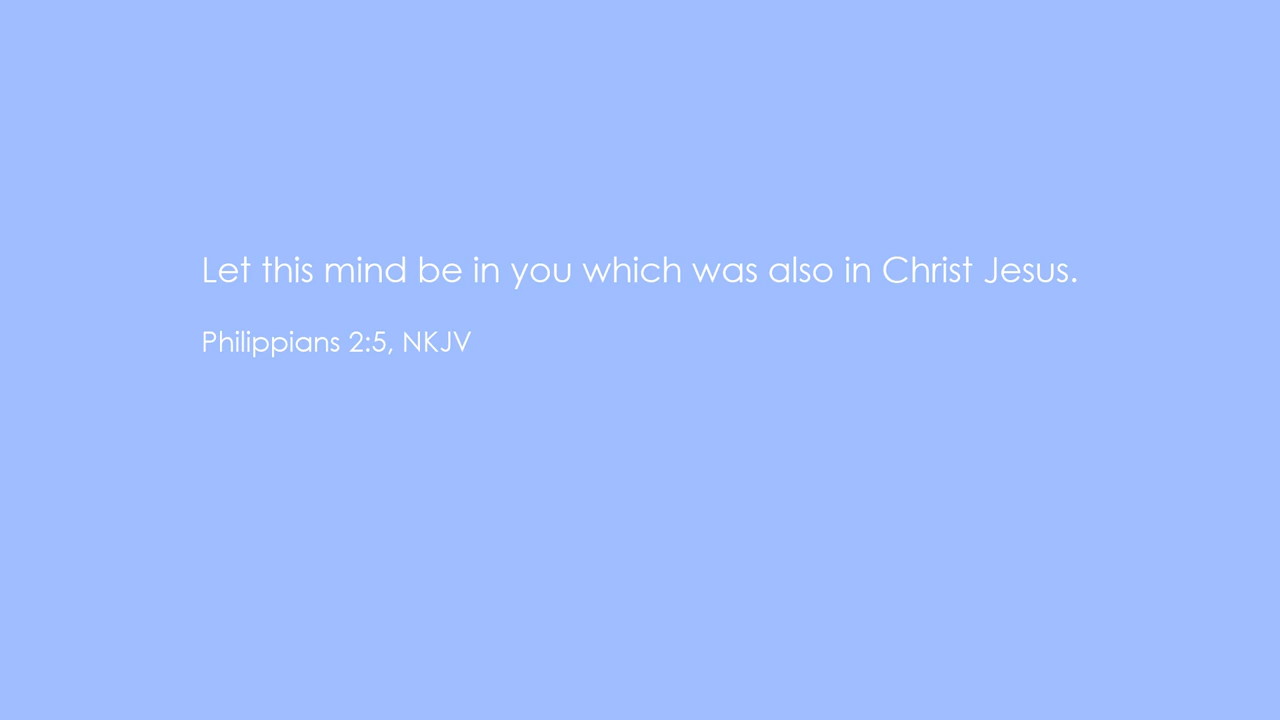 Let this mind be in you which was also in Christ Jesus.
Philippians 2:5, NKJV